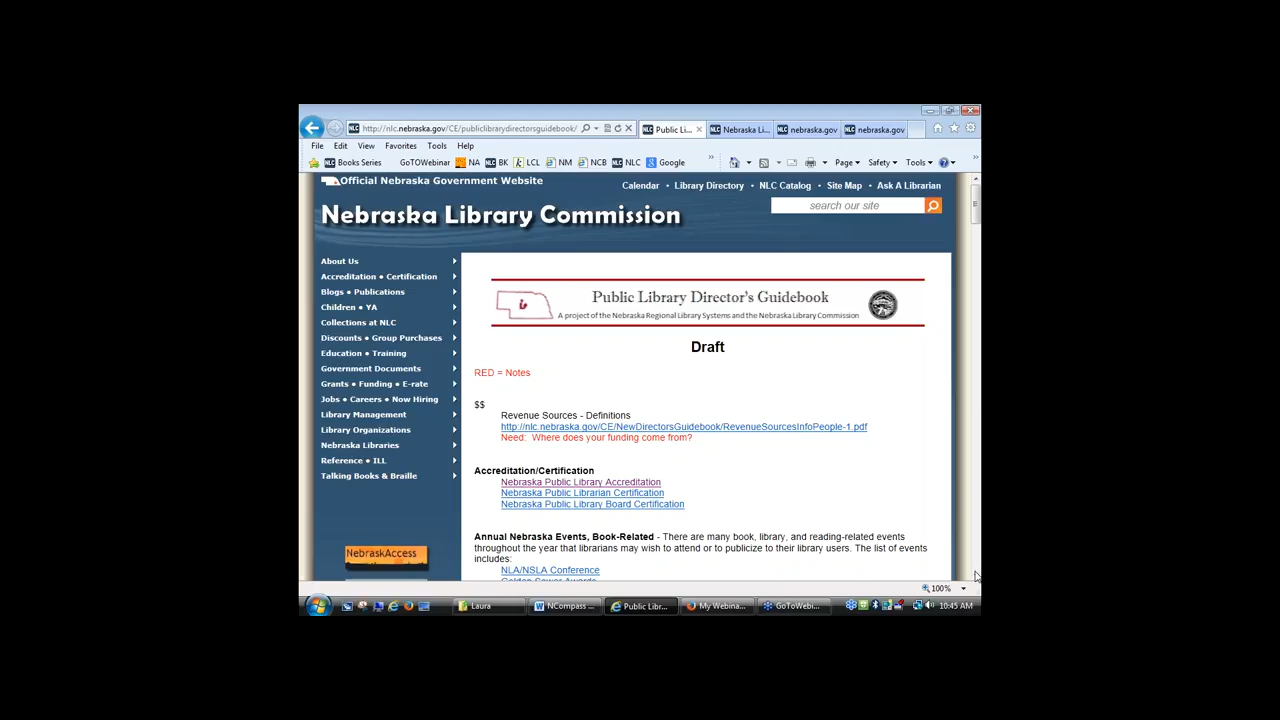 http://nlc.nebraska.gov/CE/publiclibrarydirectorsguidebook/
Public Li...
Nebraska Li...
nebraska.gov
nebraska.gov
File Edit View Favorites Tools Help
Books Series GoTOWebinar NA BK LCL NM NCB NLC Google
Page Safety Tools
Official Nebraska Government Website
Calendar • Library Directory • NLC Catalog • Site Map • Ask A Librarian
search our site
Nebraska Library Commission
About Us
Accreditation • Certification
Blogs • Publications
Children • YA
Collections at NLC
Discounts • Group Purchases
Education • Training
Government Documents
Grants • Funding • E-rate
Jobs • Careers • Now Hiring
Library Management
Library Organizations
Nebraska Libraries
Reference • ILL
Talking Books & Braille
NebraskAccess
Public Library Director's Guidebook
A project of the Nebraska Regional Library Systems and the Nebraska Library Commission
Draft
RED = Notes
$$
Revenue Sources - Definitions
http://nlc.nebraska.gov/CE/NewDirectorsGuidebook/RevenueSourcesInfoPeople-1.pdf
Need: Where does your funding come from?
Accreditation/Certification
Nebraska Public Library Accreditation
Nebraska Public Librarian Certification
Nebraska Public Library Board Certification
Annual Nebraska Events, Book-Related - There are many book, library, and reading-related events
throughout the year that librarians may wish to attend or to publicize to their library users. The list of events
includes:
NLA/NSLA Conference
Golden Sower Awards
100%
Laura
NCompass ...
Public Libr...
My Webina...
GoToWebi...
10:45 AM